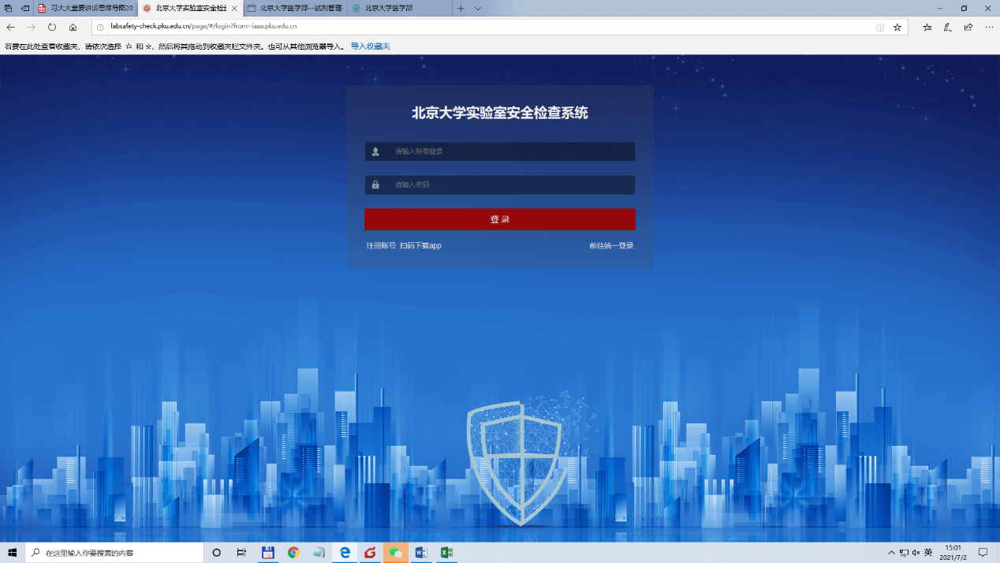 习大大重要讲话思维导图20
北京大学实验室安全检查
北京大学医学部—试剂管理
北京大学医学部
labsafety-check.pku.edu.cn/page/#/login?from=iaaa.pku.edu.cn
若要在此处查看收藏夹，请依次选择 和 ，然后将其拖动到收藏夹栏文件夹。也可从其他浏览器导入。 导入收藏夹
北京大学实验室安全检查系统
请输入账号登录
请输入密码
登 录
注册账号 扫码下载app 前往统一登录
在这里输入你要搜索的内容
英
15:01
2021/7/2